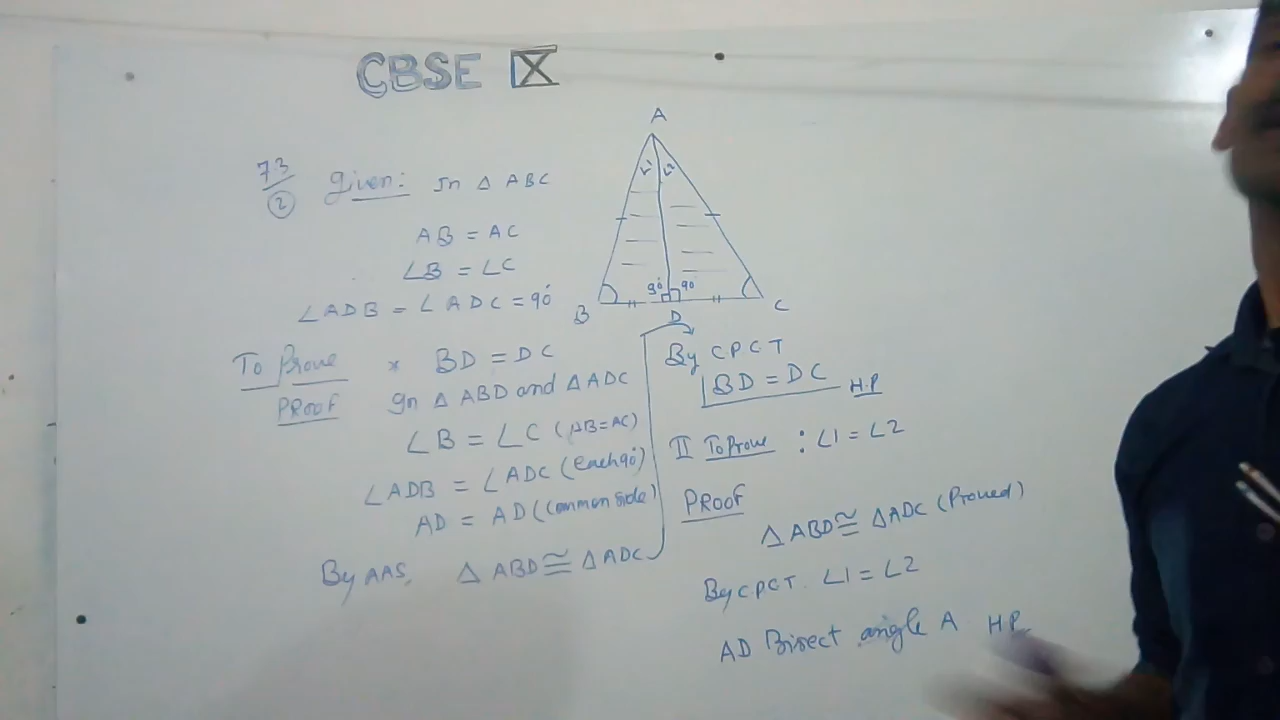 CBSE IX
7.3
2
Given: In △ ABC
AB = AC
∠B = ∠C
∠ADB = ∠ADC = 90°
To Prove * BD = DC
PROOF In △ ABD and △ ADC
∠B = ∠C (AB=AC)
∠ADB = ∠ADC (each 90°)
AD = AD (common side)
By AAS, △ ABD ≅ △ ADC
A
1 2
90° 90°
B D C
By CPCT
BD = DC H.P
II To Prove : ∠1 = ∠2
PROOF
△ ABD ≅ △ ADC (Proved)
By CPCT. ∠1 = ∠2
AD Bisect angle A HP